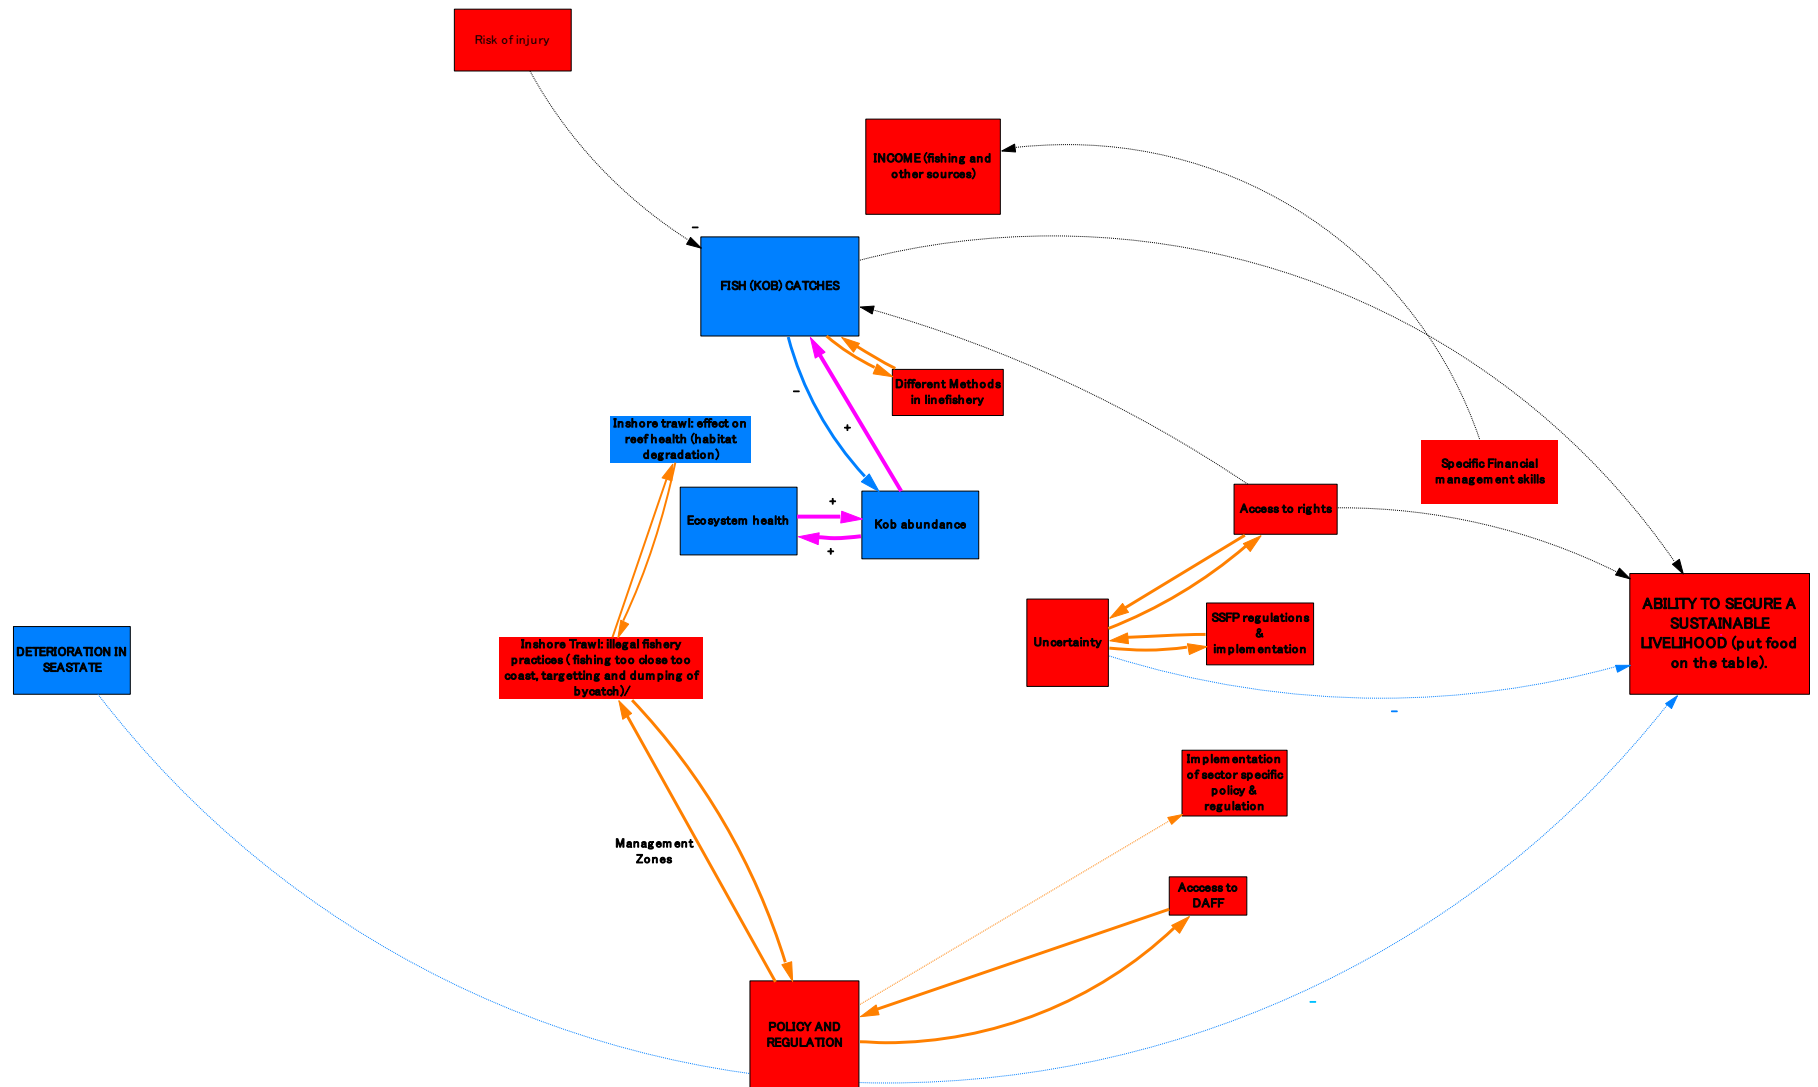 Risk of injury
INCOME (fishing and
other sources)
-
FISH (KOB) CATCHES
Different Methods
in linefishery
-
+
Inshore trawl: effect on
reef health (habitat
degradation)
Specific Financial
management skills
Ecosystem health
+
+
Kob abundance
Access to rights
ABILITY TO SECURE A
SUSTAINABLE
LIVELIHOOD (put food
on the table).
Uncertainty
SSFP regulations
&
implementation
DETERIORATION IN
SEASTATE
Inshore Trawl: illegal fishery
practices ( fishing too close too
coast, targetting and dumping of
bycatch)/
-
Implementation
of sector specific
policy &
regulation
Management
Zones
Acccess to
DAFF
-
POLICY AND
REGULATION